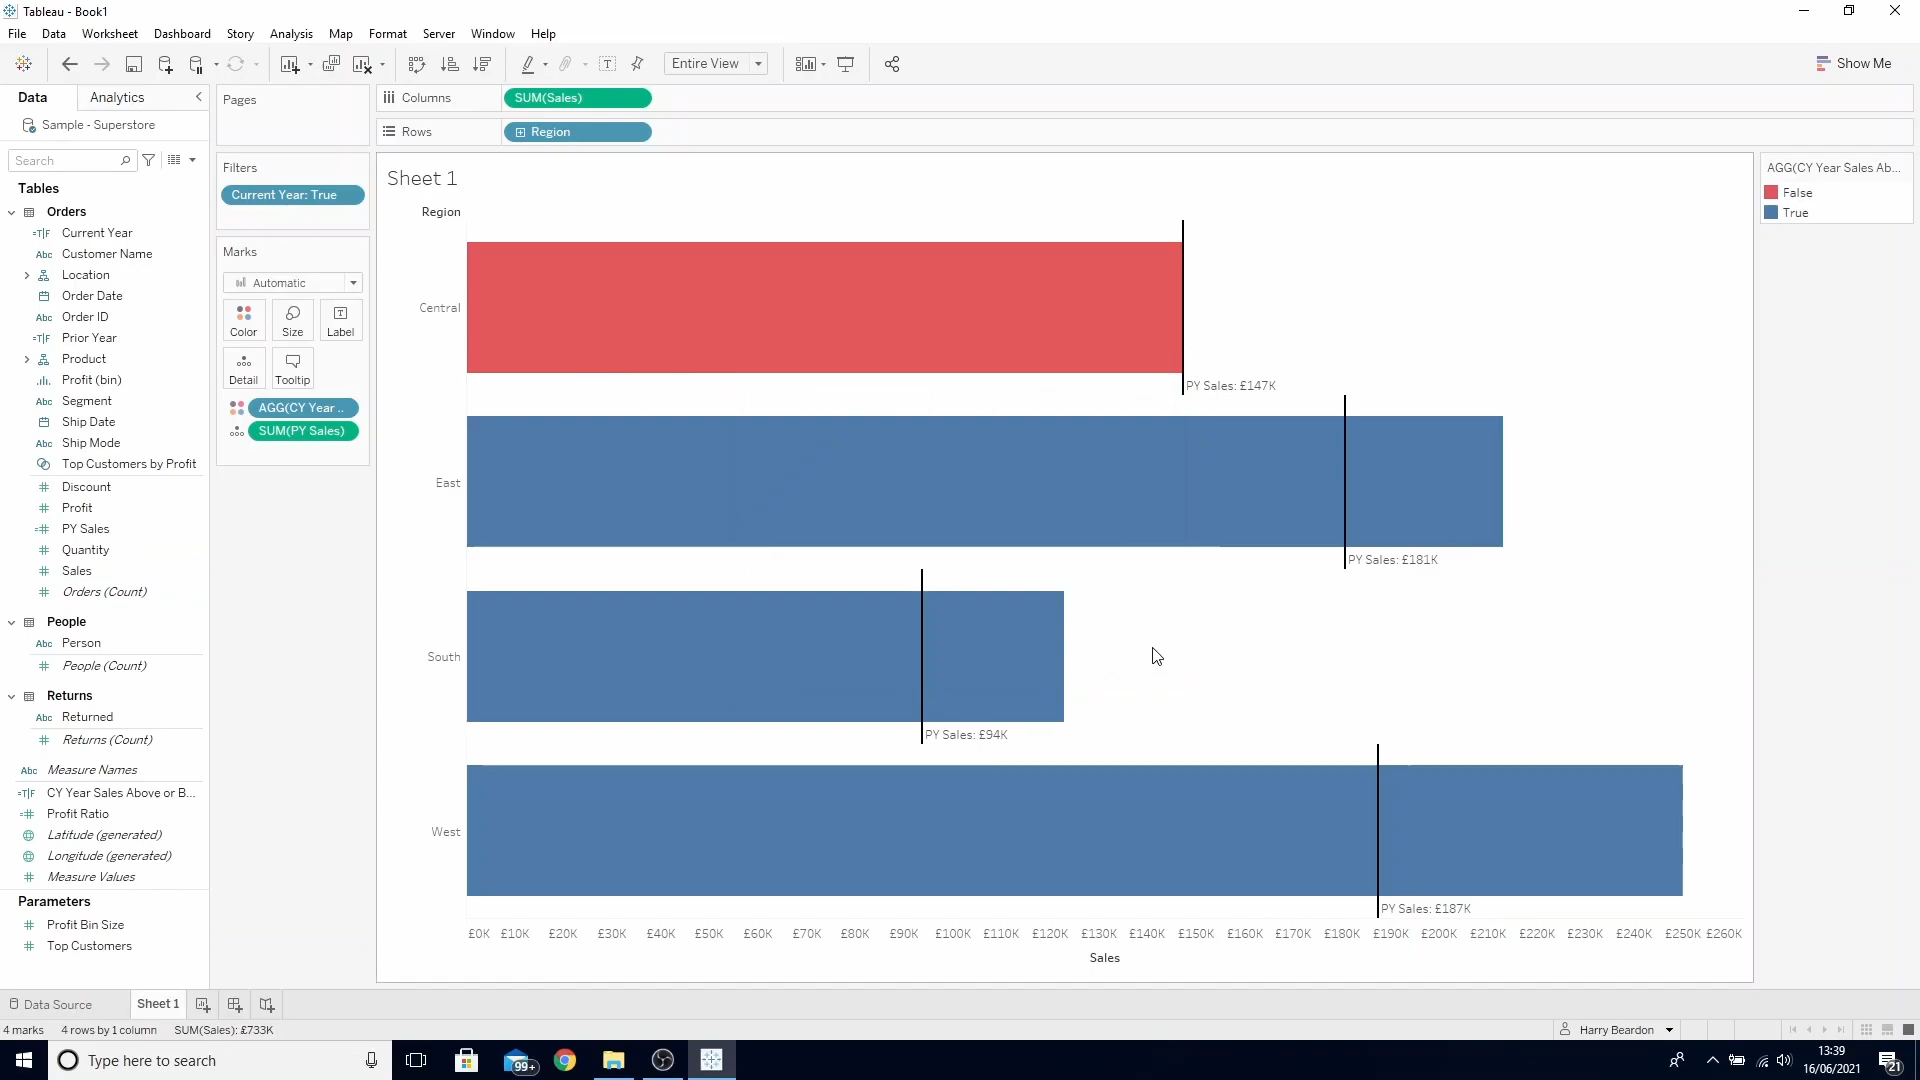 Tableau - Book1
File Data Worksheet Dashboard Story Analysis Map Format Server Window Help
Entire View
Show Me
Data Analytics
Sample - Superstore
Search
Tables
Orders
=T|F Current Year
Abc Customer Name
Location
Order Date
Abc Order ID
=T|F Prior Year
Product
Profit (bin)
Abc Segment
Ship Date
Abc Ship Mode
Top Customers by Profit
# Discount
# Profit
=# PY Sales
# Quantity
# Sales
# Orders (Count)
People
Abc Person
# People (Count)
Returns
Abc Returned
# Returns (Count)
Abc Measure Names
=T|F CY Year Sales Above or B...
=# Profit Ratio
Latitude (generated)
Longitude (generated)
# Measure Values
Parameters
# Profit Bin Size
# Top Customers
Pages
Filters
Current Year: True
Marks
Automatic
Color Size Label
Detail Tooltip
AGG(CY Year ..
SUM(PY Sales)
Columns SUM(Sales)
Rows Region
Sheet 1
Region
Central
PY Sales: £147K
East
PY Sales: £181K
South
PY Sales: £94K
West
PY Sales: £187K
£0K £10K £20K £30K £40K £50K £60K £70K £80K £90K £100K £110K £120K £130K £140K £150K £160K £170K £180K £190K £200K £210K £220K £230K £240K £250K £260K
Sales
AGG(CY Year Sales Ab...
False
True
Data Source Sheet 1
4 marks 4 rows by 1 column SUM(Sales): £733K
Harry Beardon
Type here to search
99+
13:39
16/06/2021
21